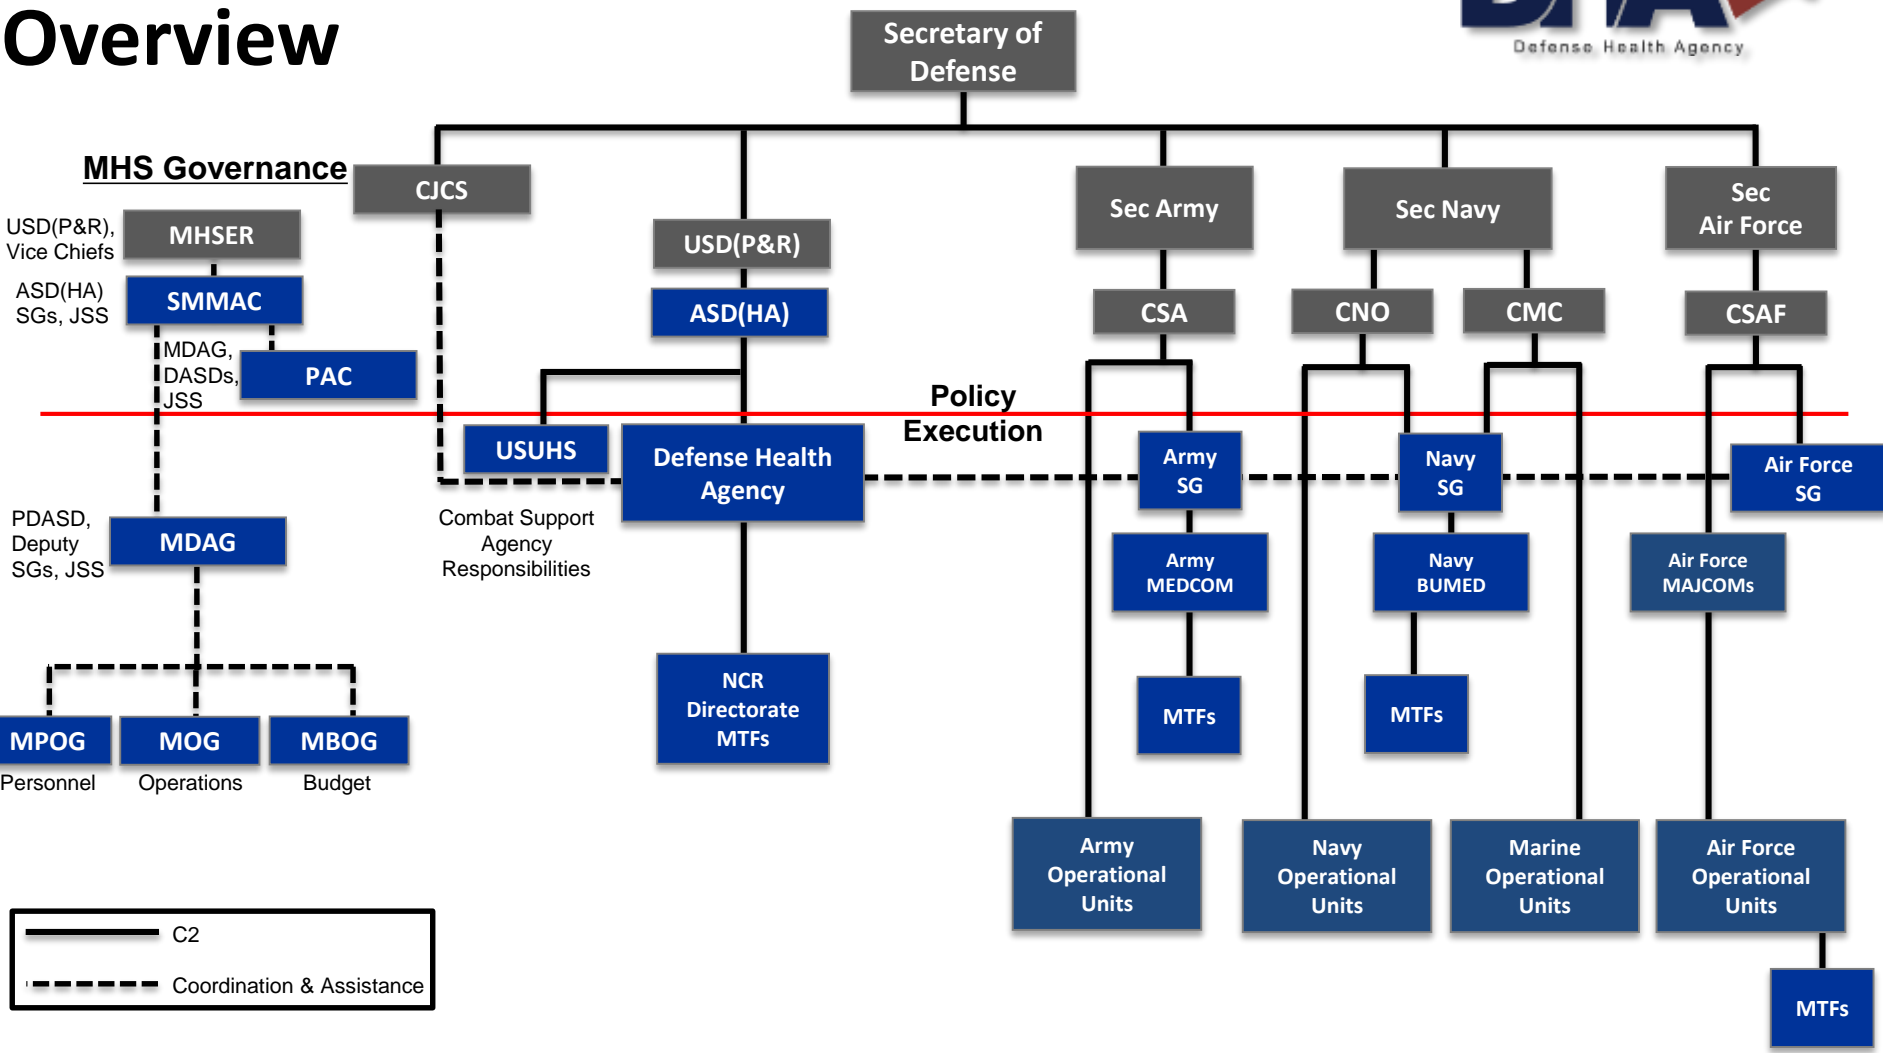 Overview
DHA
Defense Health Agency
Secretary of
Defense
MHS Governance
CJCS
USD(P&R),
Vice Chiefs
MHSER
ASD(HA)
SGs, JSS
SMMAC
MDAG,
DASDs,
JSS
PAC
USD(P&R)
ASD(HA)
Sec Army
Sec Navy
Sec
Air Force
CSA
CNO
CMC
CSAF
Policy
Execution
USUHS
Defense Health
Agency
Army
SG
Navy
SG
Air Force
SG
Combat Support
Agency
Responsibilities
PDASD,
Deputy
SGs, JSS
MDAG
Army
MEDCOM
Navy
BUMED
Air Force
MAJCOMs
NCR
Directorate
MTFs
MTFs
MTFs
MPOG
MOG
MBOG
Personnel
Operations
Budget
Army
Operational
Units
Navy
Operational
Units
Marine
Operational
Units
Air Force
Operational
Units
MTFs
C2
Coordination & Assistance